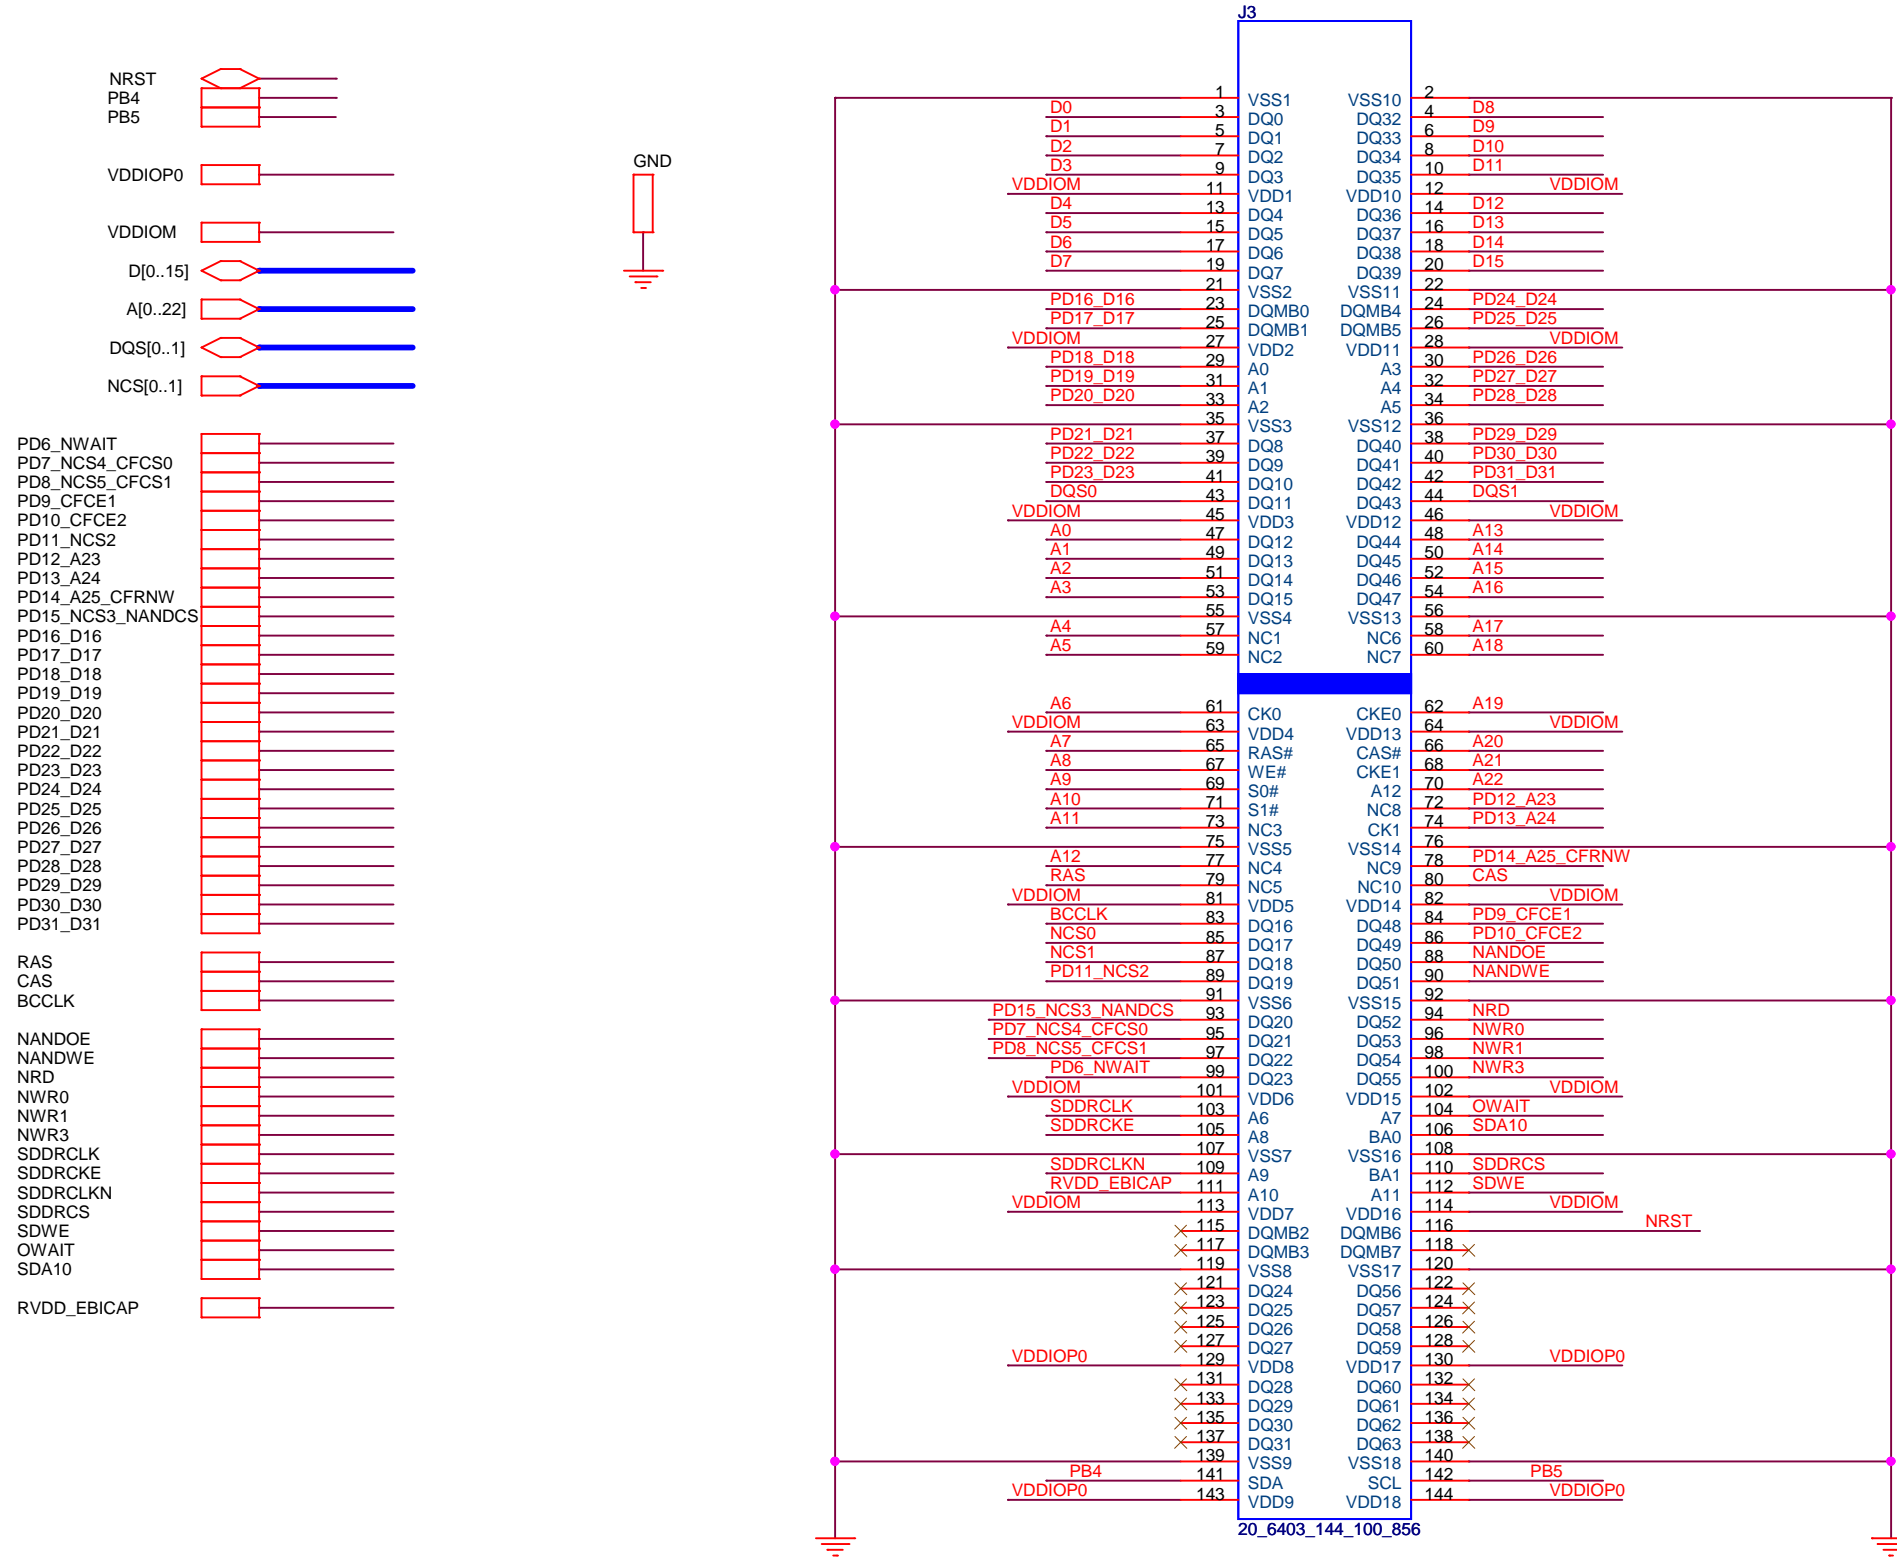 NRST
PB4
PB5
VDDIOP0
VDDIOM
D[0..15]
A[0..22]
DQS[0..1]
NCS[0..1]
PD6_NWAIT
PD7_NCS4_CFCS0
PD8_NCS5_CFCS1
PD9_CFCE1
PD10_CFCE2
PD11_NCS2
PD12_A23
PD13_A24
PD14_A25_CFRNW
PD15_NCS3_NANDCS
PD16_D16
PD17_D17
PD18_D18
PD19_D19
PD20_D20
PD21_D21
PD22_D22
PD23_D23
PD24_D24
PD25_D25
PD26_D26
PD27_D27
PD28_D28
PD29_D29
PD30_D30
PD31_D31
RAS
CAS
BCCLK
NANDOE
NANDWE
NRD
NWR0
NWR1
NWR3
SDDRCLK
SDDRCKE
SDDRCLKN
SDDRCS
SDWE
OWAIT
SDA10
RVDD_EBICAP
GND
J3
1 VSS1 VSS10 2
D0 3 DQ0 DQ32 4 D8
D1 5 DQ1 DQ33 6 D9
D2 7 DQ2 DQ34 8 D10
D3 9 DQ3 DQ35 10 D11
VDDIOM 11 VDD1 VDD10 12 VDDIOM
D4 13 DQ4 DQ36 14 D12
D5 15 DQ5 DQ37 16 D13
D6 17 DQ6 DQ38 18 D14
D7 19 DQ7 DQ39 20 D15
21 VSS2 VSS11 22
PD16_D16 23 DQMB0 DQMB4 24 PD24_D24
PD17_D17 25 DQMB1 DQMB5 26 PD25_D25
VDDIOM 27 VDD2 VDD11 28 VDDIOM
PD18_D18 29 A0 A3 30 PD26_D26
PD19_D19 31 A1 A4 32 PD27_D27
PD20_D20 33 A2 A5 34 PD28_D28
35 VSS3 VSS12 36
PD21_D21 37 DQ8 DQ40 38 PD29_D29
PD22_D22 39 DQ9 DQ41 40 PD30_D30
PD23_D23 41 DQ10 DQ42 42 PD31_D31
DQS0 43 DQ11 DQ43 44 DQS1
VDDIOM 45 VDD3 VDD12 46 VDDIOM
A0 47 DQ12 DQ44 48 A13
A1 49 DQ13 DQ45 50 A14
A2 51 DQ14 DQ46 52 A15
A3 53 DQ15 DQ47 54 A16
55 VSS4 VSS13 56
A4 57 NC1 NC6 58 A17
A5 59 NC2 NC7 60 A18
A6 61 CK0 CKE0 62 A19
VDDIOM 63 VDD4 VDD13 64 VDDIOM
A7 65 RAS# CAS# 66 A20
A8 67 WE# CKE1 68 A21
A9 69 S0# A12 70 A22
A10 71 S1# NC8 72 PD12_A23
A11 73 NC3 CK1 74 PD13_A24
75 VSS5 VSS14 76
A12 77 NC4 NC9 78 PD14_A25_CFRNW
RAS 79 NC5 NC10 80 CAS
VDDIOM 81 VDD5 VDD14 82 VDDIOM
BCCLK 83 DQ16 DQ48 84 PD9_CFCE1
NCS0 85 DQ17 DQ49 86 PD10_CFCE2
NCS1 87 DQ18 DQ50 88 NANDOE
PD11_NCS2 89 DQ19 DQ51 90 NANDWE
91 VSS6 VSS15 92
PD15_NCS3_NANDCS 93 DQ20 DQ52 94 NRD
PD7_NCS4_CFCS0 95 DQ21 DQ53 96 NWR0
PD8_NCS5_CFCS1 97 DQ22 DQ54 98 NWR1
PD6_NWAIT 99 DQ23 DQ55 100 NWR3
VDDIOM 101 VDD6 VDD15 102 VDDIOM
SDDRCLK 103 A6 A7 104 OWAIT
SDDRCKE 105 A8 BA0 106 SDA10
107 VSS7 VSS16 108
SDDRCLKN 109 A9 BA1 110 SDDRCS
RVDD_EBICAP 111 A10 A11 112 SDWE
VDDIOM 113 VDD7 VDD16 114 VDDIOM
115 DQMB2 DQMB6 116 NRST
117 DQMB3 DQMB7 118
119 VSS8 VSS17 120
121 DQ24 DQ56 122
123 DQ25 DQ57 124
125 DQ26 DQ58 126
127 DQ27 DQ59 128
VDDIOP0 129 VDD8 VDD17 130 VDDIOP0
131 DQ28 DQ60 132
133 DQ29 DQ61 134
135 DQ30 DQ62 136
137 DQ31 DQ63 138
139 VSS9 VSS18 140
PB4 141 SDA SCL 142 PB5
VDDIOP0 143 VDD9 VDD18 144 VDDIOP0
20_6403_144_100_856